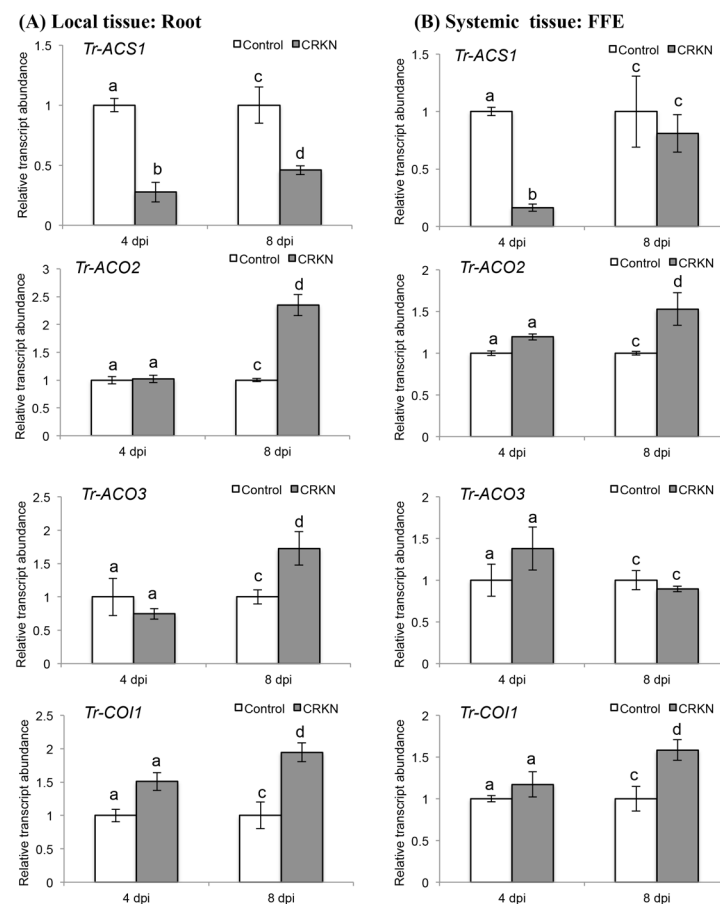 (A) Local tissue: Root
Tr-ACS1
Control CRKN
Relative transcript abundance
1.5
1
0.5
0
a
b
c
d
4 dpi 8 dpi
Tr-ACO2
Control CRKN
Relative transcript abundance
3
2.5
2
1.5
1
0.5
0
a
a
c
d
4 dpi 8 dpi
Tr-ACO3
Control CRKN
Relative transcript abundance
2.5
2
1.5
1
0.5
0
a
a
c
d
4 dpi 8 dpi
Tr-COI1
Control CRKN
Relative transcript abundance
2.5
2
1.5
1
0.5
0
a
a
c
d
4 dpi 8 dpi
(B) Systemic tissue: FFE
Tr-ACS1
Control CRKN
Relative transcript abundance
1.5
1
0.5
0
a
b
c
c
4 dpi 8 dpi
Tr-ACO2
Control CRKN
Relative transcript abundance
2
1.5
1
0.5
0
a
a
c
d
4 dpi 8 dpi
Tr-ACO3
Control CRKN
Relative transcript abundance
2
1.5
1
0.5
0
a
a
c
c
4 dpi 8 dpi
Tr-COI1
Control CRKN
Relative transcript abundance
2
1.5
1
0.5
0
a
a
c
d
4 dpi 8 dpi